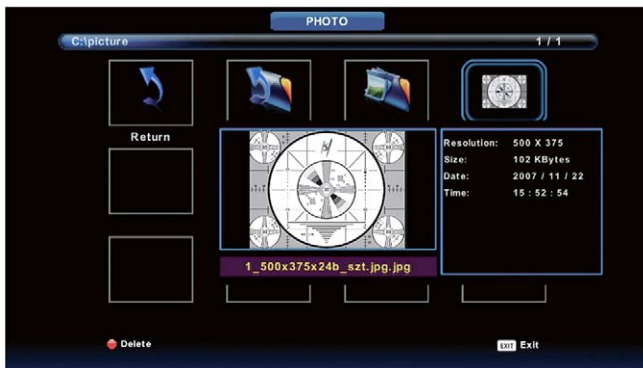 PHOTO
C:\picture
1 / 1
Return
Resolution: 500 X 375
Size: 102 KBytes
Date: 2007 / 11 / 22
Time: 15 : 52 : 54
1_500x375x24b_szt.jpg.jpg
Delete
EXIT Exit